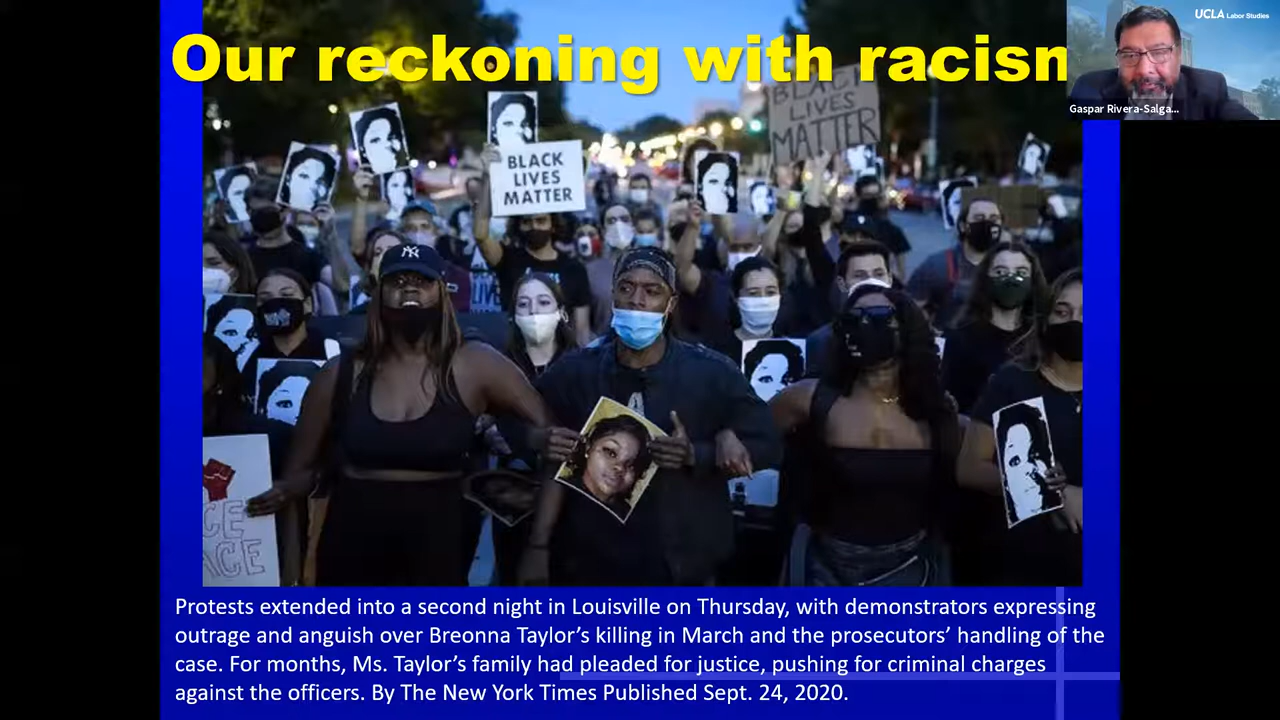 Our reckoning with racism
UCLA Labor Studies
Gaspar Rivera-Salga...
BLACK
LIVES
MATTER
BLACK
LIVES
MATTER
LIVE
CE
ACE
Protests extended into a second night in Louisville on Thursday, with demonstrators expressing
outrage and anguish over Breonna Taylor’s killing in March and the prosecutors’ handling of the
case. For months, Ms. Taylor’s family had pleaded for justice, pushing for criminal charges
against the officers. By The New York Times Published Sept. 24, 2020.